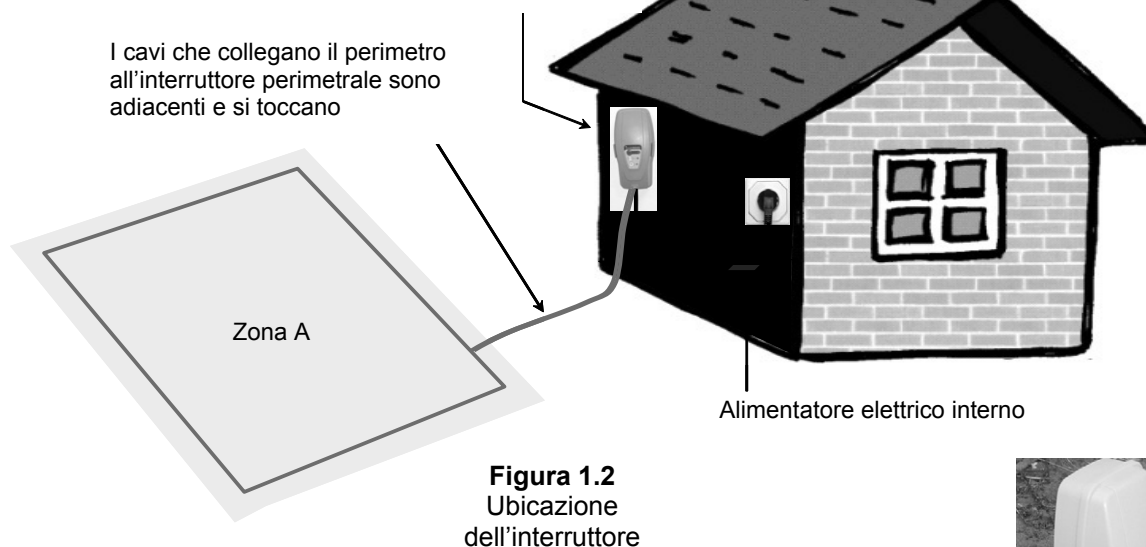 I cavi che collegano il perimetro
all'interruttore perimetrale sono
adiacenti e si toccano
Zona A
Alimentatore elettrico interno
Figura 1.2
Ubicazione
dell'interruttore